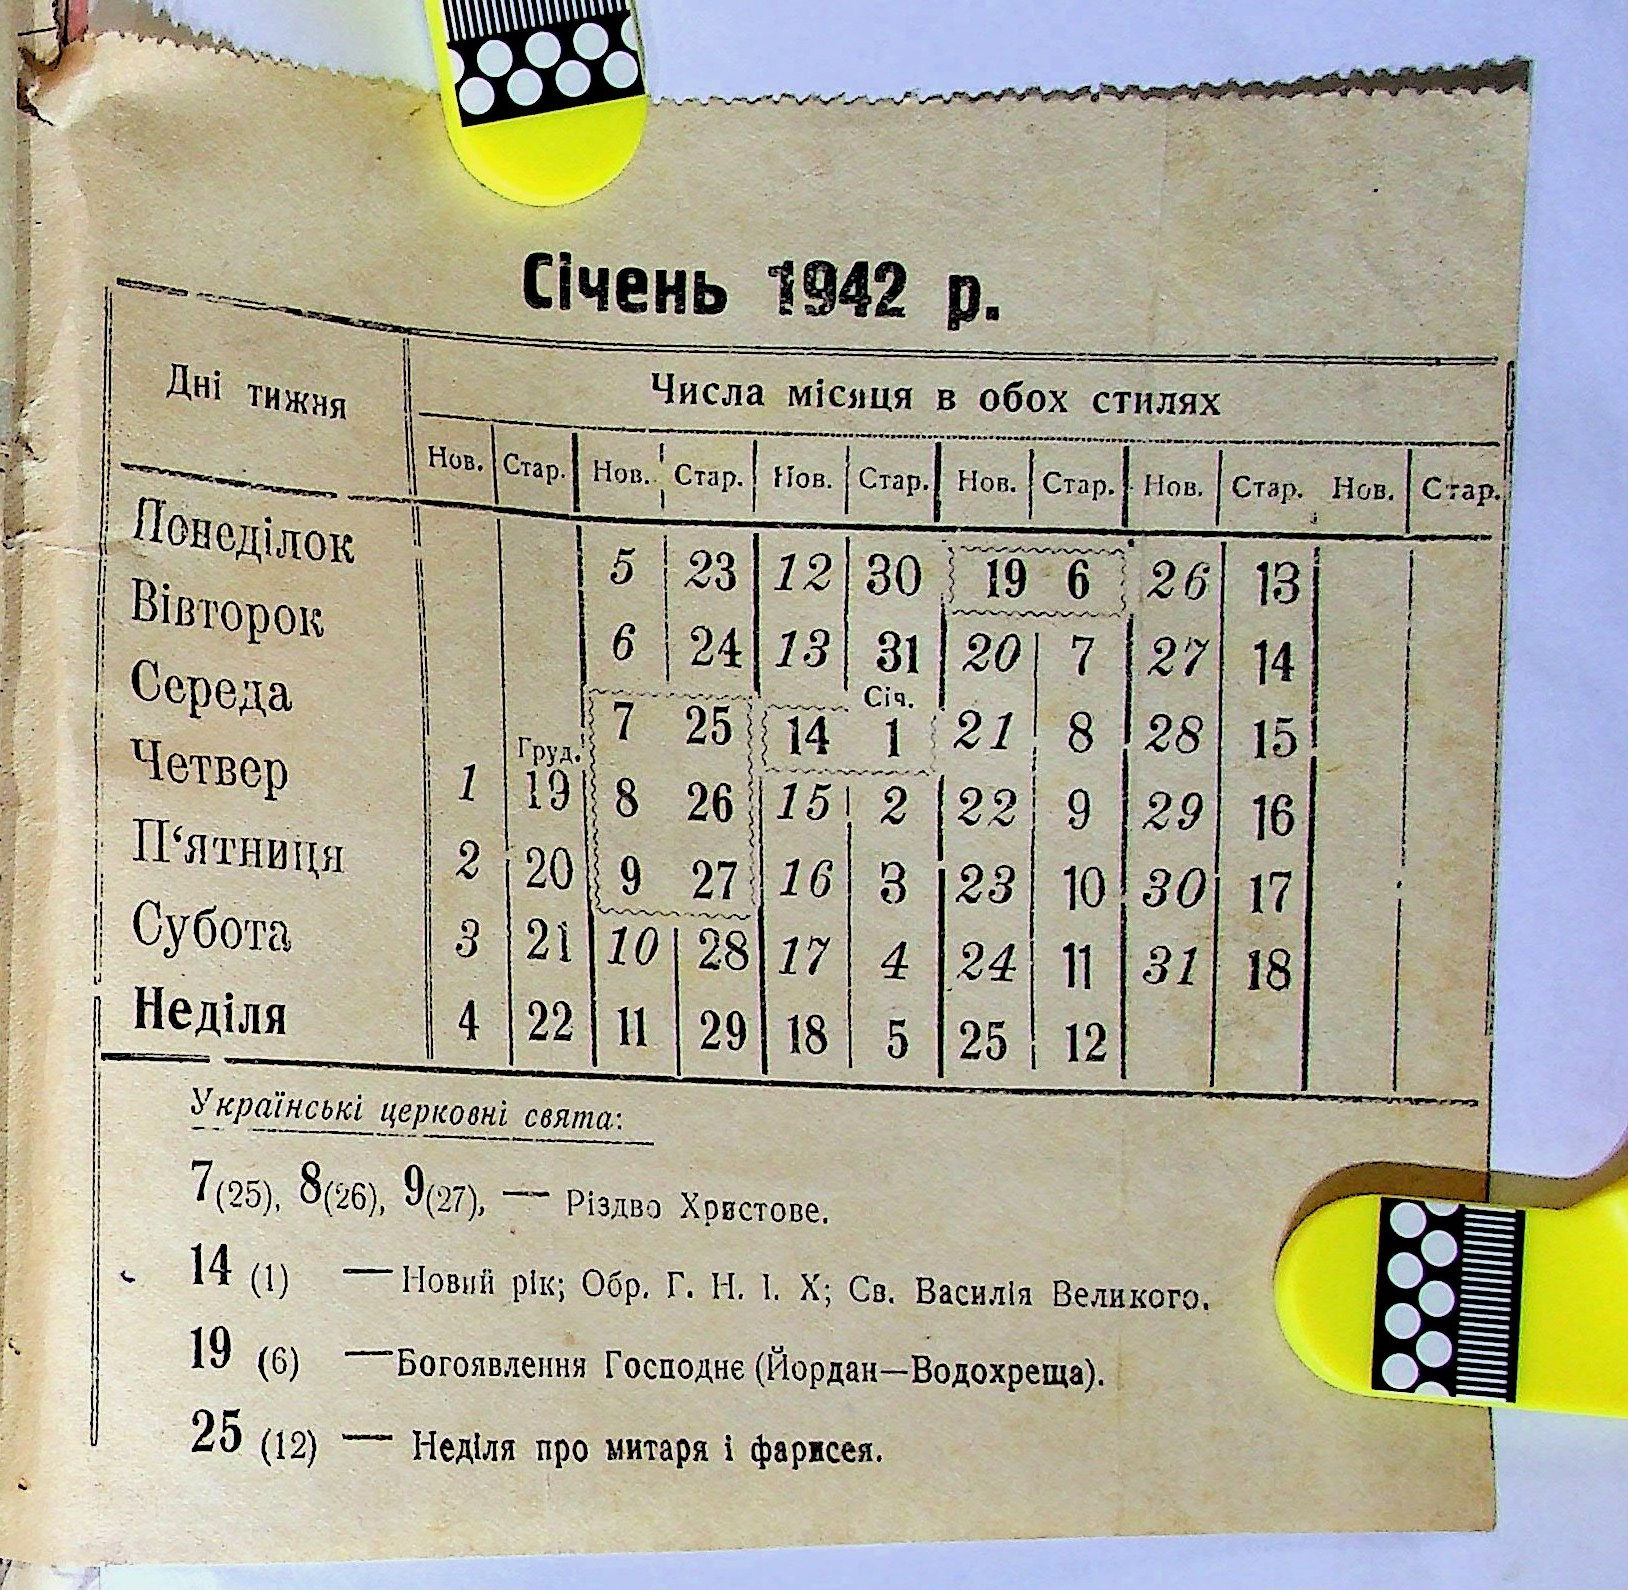 Січень 1942 р.
Дні тижня
Числа місяця в обох стилях
Нов. Стар. Нов. Стар. Нов. Стар. Нов. Стар. Нов. Стар. Нов. Стар.
Понеділок 5 23 12 30 19 6 26 13
Вівторок 6 24 13 31 20 7 27 14
Січ.
Середа 7 25 14 1 21 8 28 15
Груд.
Четвер 1 19 8 26 15 2 22 9 29 16
П‘ятниця 2 20 9 27 16 3 23 10 30 17
Субота 3 21 10 28 17 4 24 11 31 18
Неділя 4 22 11 29 18 5 25 12
Українські церковні свята:
7(25), 8(26), 9(27), — Різдво Христове.
14 (1) — Новий рік; Обр. Г. Н. І. Х; Св. Василія Великого.
19 (6) — Богоявлення Господнє (Йордан—Водохреща).
25 (12) — Неділя про митаря і фарисея.